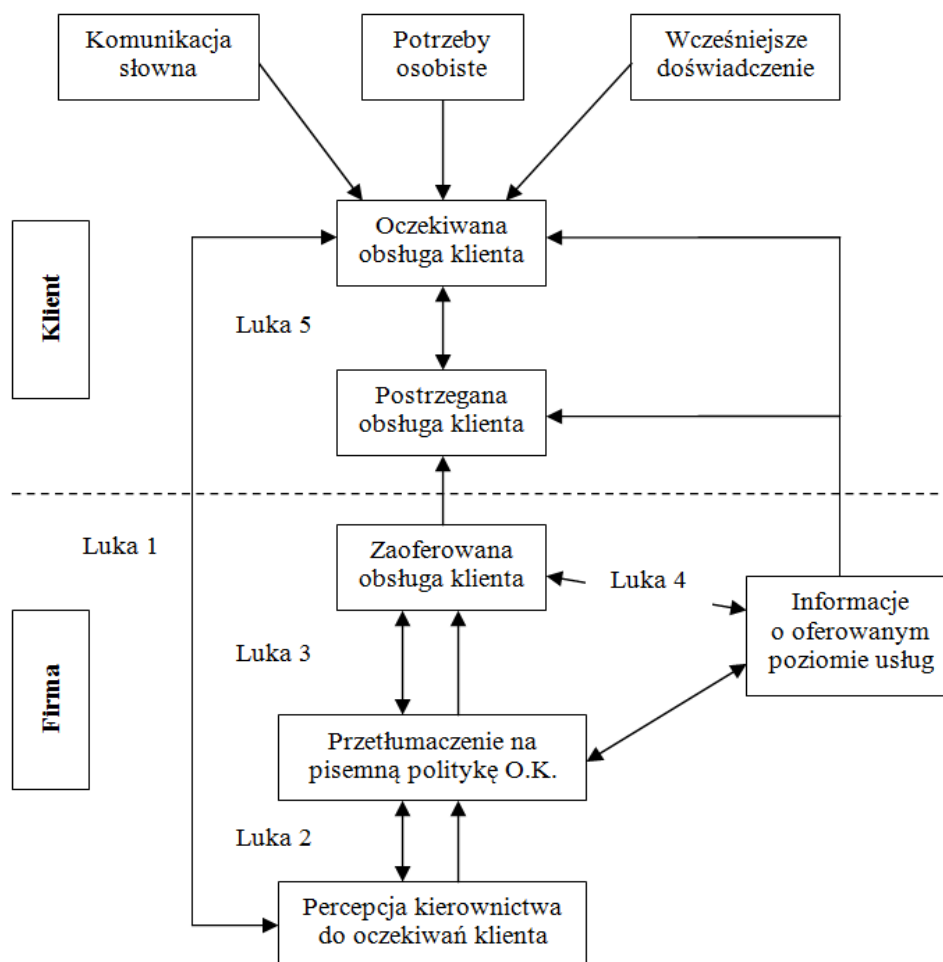 Komunikacja
słowna
Potrzeby
osobiste
Wcześniejsze
doświadczenie
Oczekiwana
obsługa klienta
Klient
Luka 5
Postrzegana
obsługa klienta
Luka 1
Zaoferowana
obsługa klienta
Luka 4
Informacje
o oferowanym
poziomie usług
Luka 3
Firma
Przetłumaczenie na
pisemną politykę O.K.
Luka 2
Percepcja kierownictwa
do oczekiwań klienta